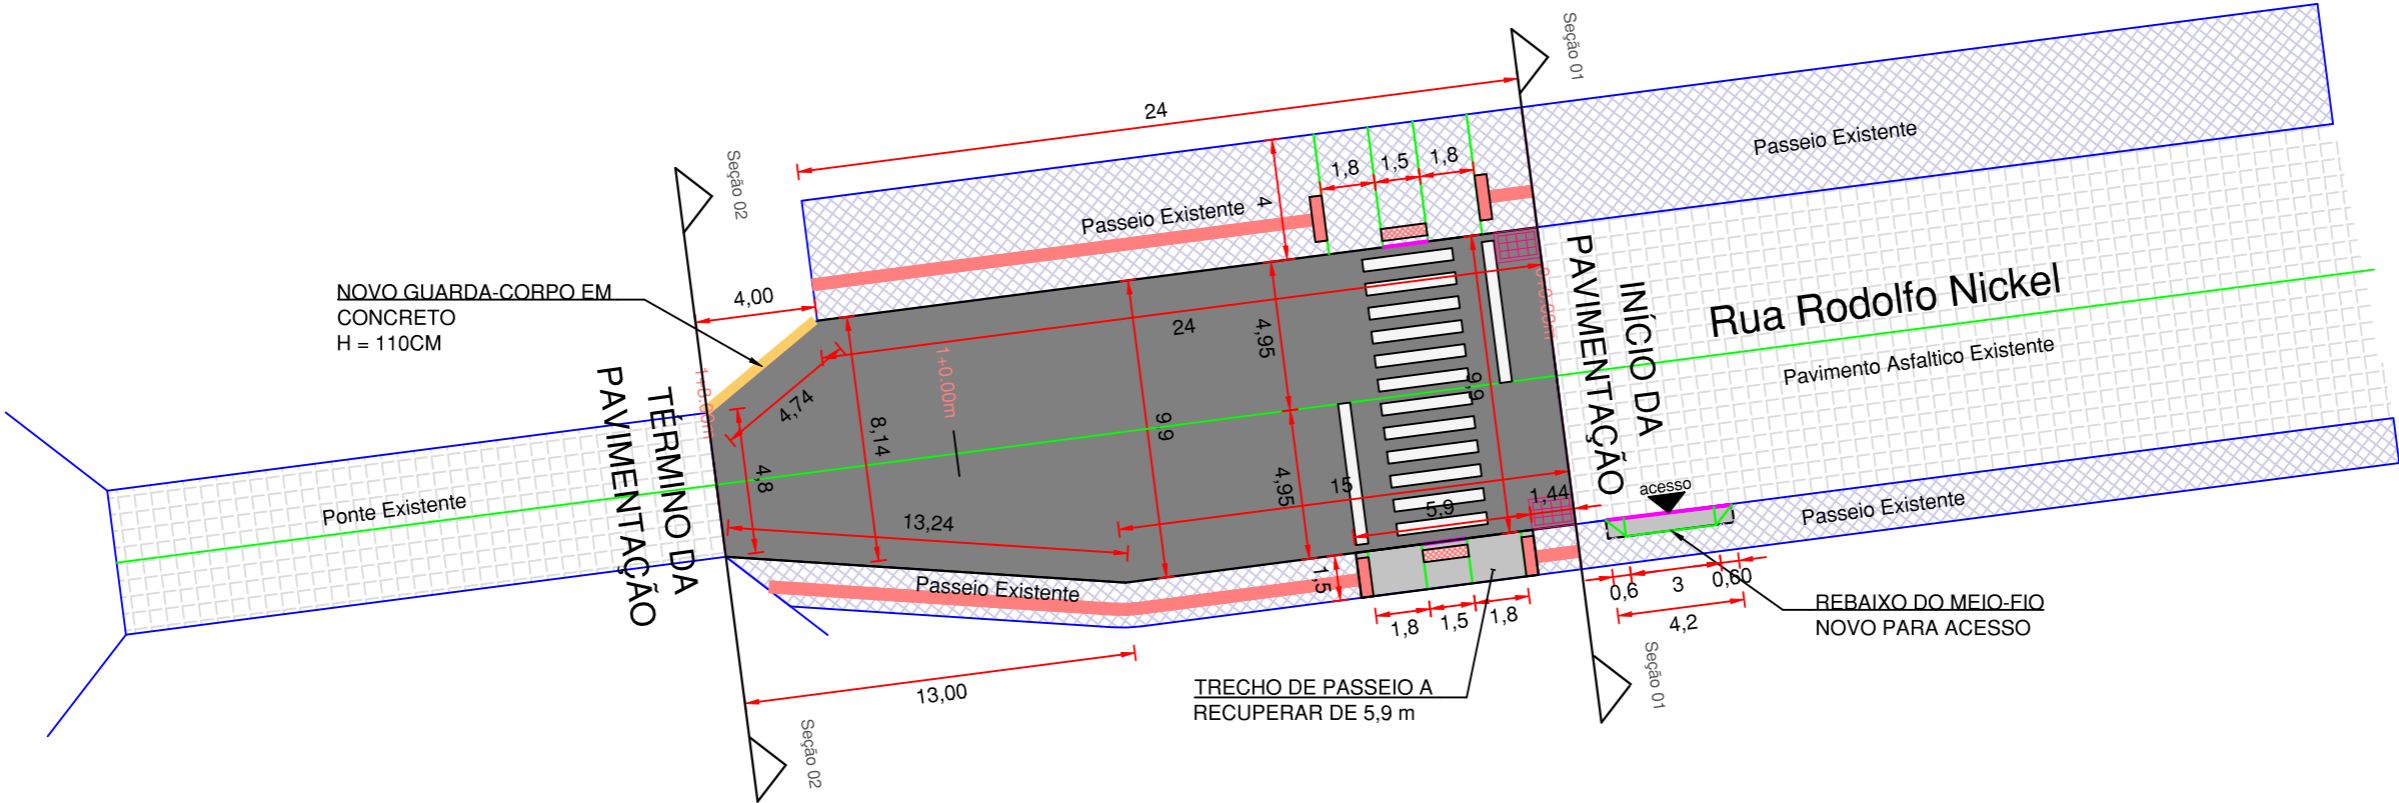 Seção 01
24
Passeio Existente
Seção 02
1,8
1,5
1,8
4
Passeio Existente
NOVO GUARDA-CORPO EM
CONCRETO
H = 110CM
4,00
INÍCIO DA
PAVIMENTAÇÃO
Rua Rodolfo Nickel
Pavimento Asfaltico Existente
24
4,95
1+0.00m
9,9
4,74
8,14
9,9
TÉRMINO DA
PAVIMENTAÇÃO
4,8
4,95
15
5,9
1,44
acesso
Ponte Existente
13,24
Passeio Existente
Passeio Existente
1,5
1,8
1,5
1,8
0,6
3
0,60
4,2
REBAIXO DO MEIO-FIO
NOVO PARA ACESSO
13,00
TRECHO DE PASSEIO A
RECUPERAR DE 5,9 m
Seção 01
Seção 02